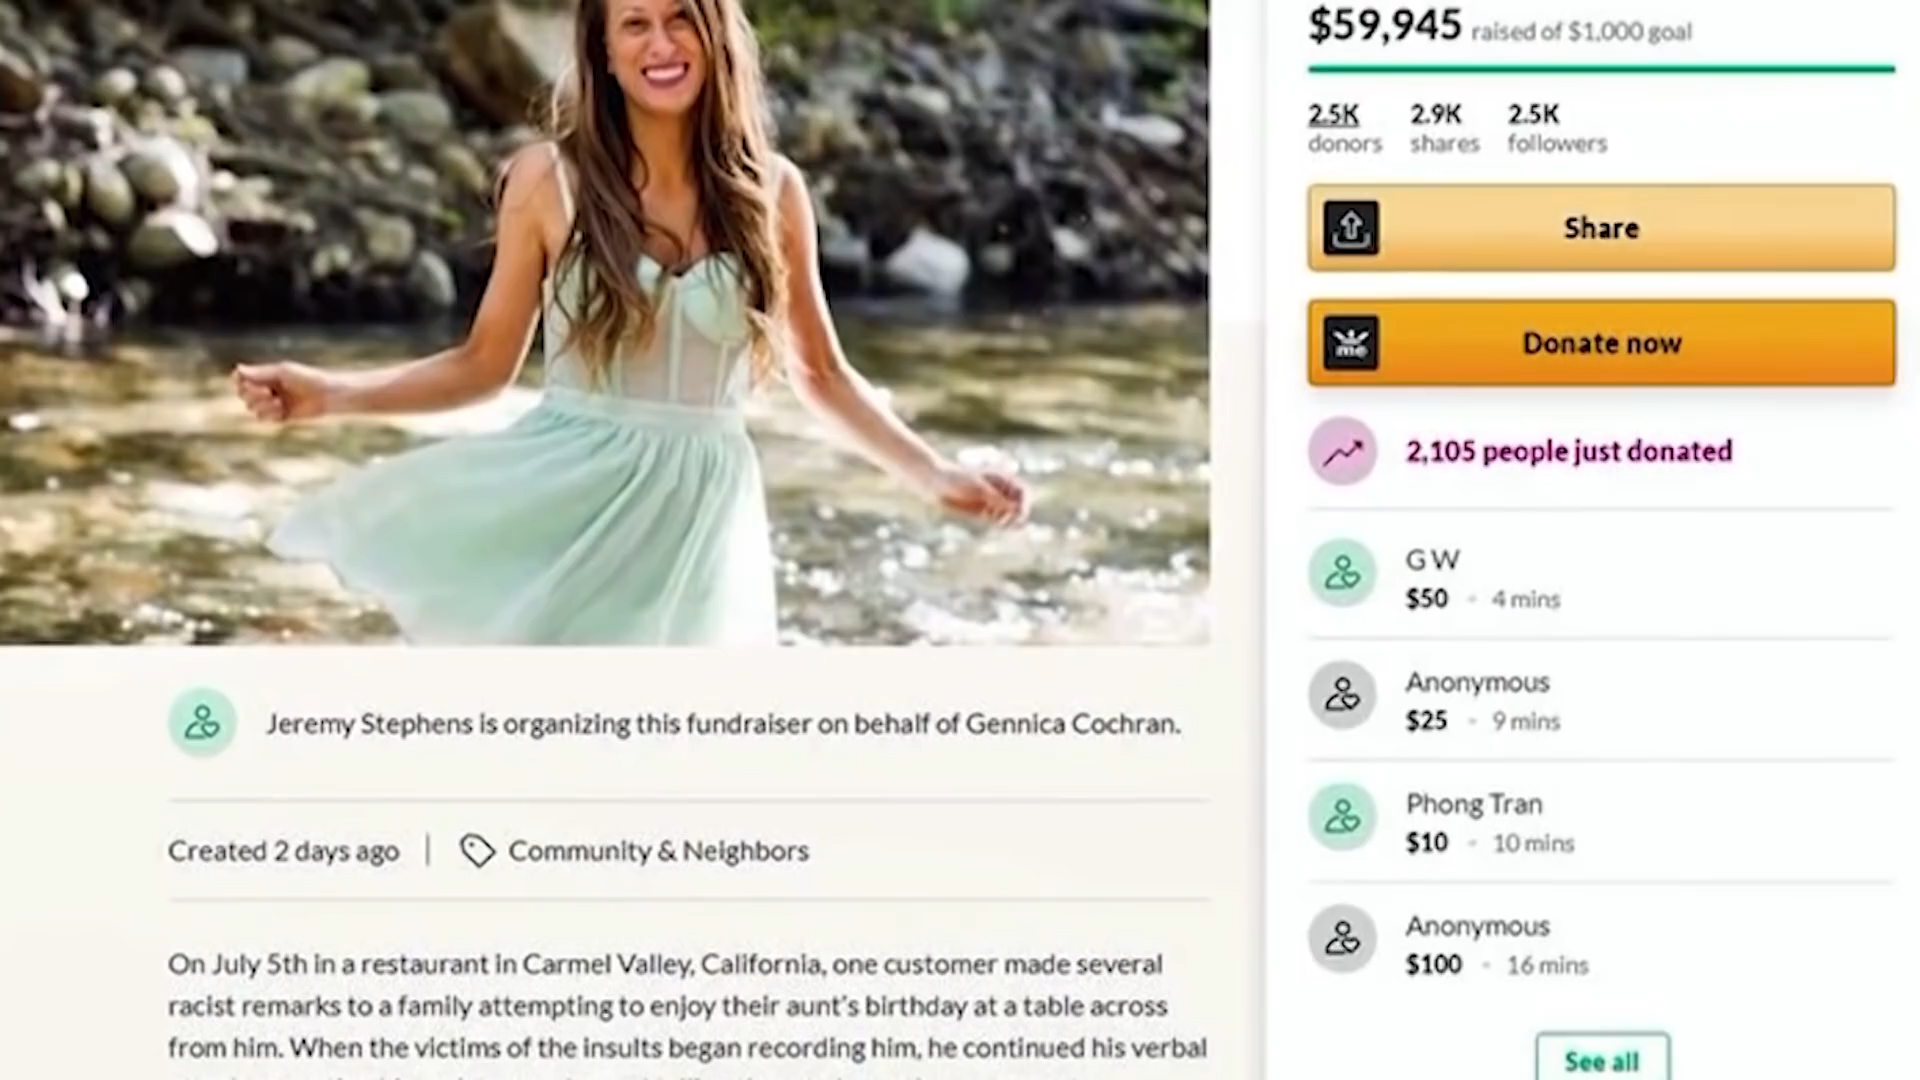 $59,945 raised of $1,000 goal
2.5K 2.9K 2.5K
donors shares followers
Share
me
Donate now
2,105 people just donated
G W
$50 • 4 mins
Anonymous
$25 • 9 mins
Phong Tran
$10 • 10 mins
Anonymous
$100 • 16 mins
See all
Jeremy Stephens is organizing this fundraiser on behalf of Gennica Cochran.
Created 2 days ago | Community & Neighbors
On July 5th in a restaurant in Carmel Valley, California, one customer made several
racist remarks to a family attempting to enjoy their aunt's birthday at a table across
from him. When the victims of the insults began recording him, he continued his verbal